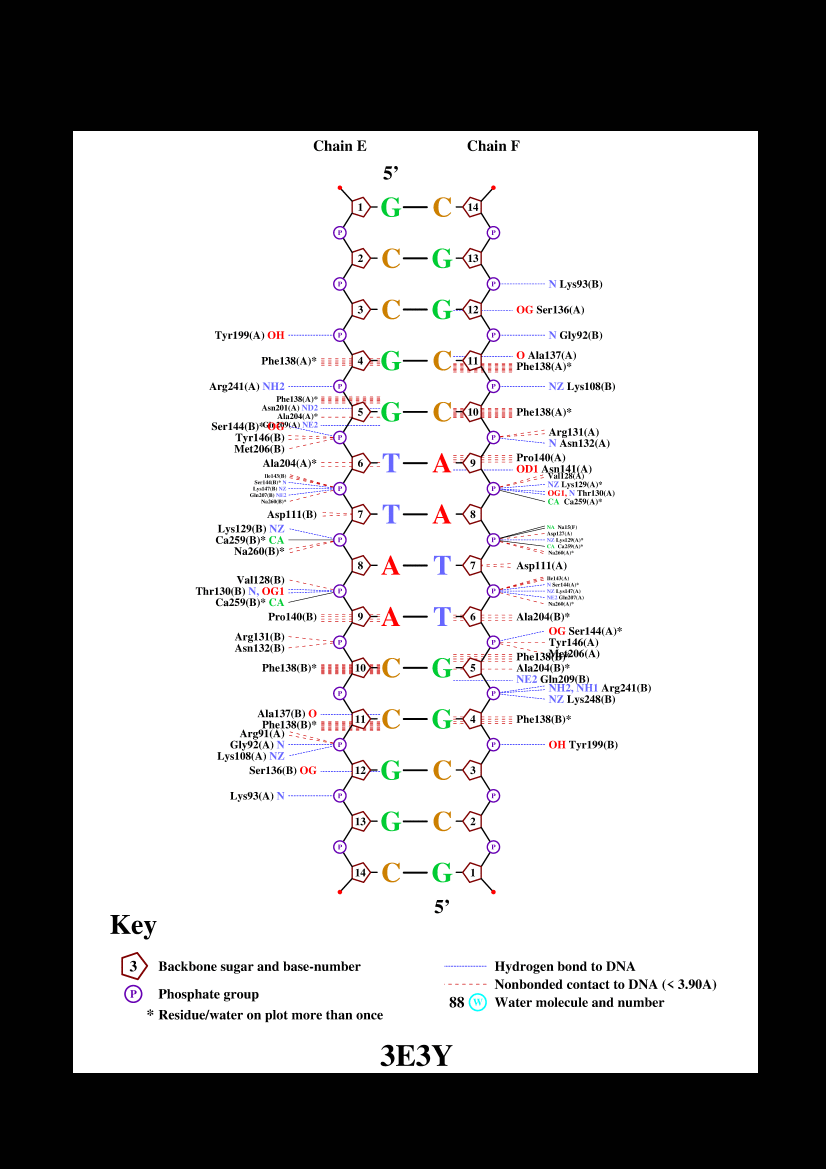 Chain E Chain F
5’
1 G C 14
P P
2 C G 13
P P N Lys93(B)
3 C G 12 OG Ser136(A)
Tyr199(A) OH P P N Gly92(B)
O Ala137(A)
Phe138(A)* 4 G C 11 Phe138(A)*
Arg241(A) NH2 P P NZ Lys108(B)
Phe138(A)*
Asn201(A) ND2 5 G C 10 Phe138(A)*
Ala204(A)*
Gln209(A) NE2
Ser144(B)* OG
Arg131(A)
Tyr146(B) P P N Asn132(A)
Met206(B)
Pro140(A)
Ala204(A)* 6 T A 9
OD1 Asn141(A)
Ile143(B) Val128(A)
Ser144(B)* N NZ Lys129(A)*
Lys147(B) NZ P P OG1, N Thr130(A)
Gln207(B) NE2 CA Ca259(A)*
Na260(B)*
Asp111(B) 7 T A 8
Lys129(B) NZ NA Na15(F)
Asp127(A)
Ca259(B)* CA P P NZ Lys129(A)*
CA Ca259(A)*
Na260(B)* Na260(A)*
8 A T 7 Asp111(A)
Val128(B) Ile143(A)
N Ser144(A)*
Thr130(B) N, OG1 P P NZ Lys147(A)
NE2 Gln207(A)
Ca259(B)* CA Na260(A)*
Pro140(B) 9 A T 6 Ala204(B)*
Arg131(B) OG Ser144(A)*
P P Tyr146(A)
Asn132(B) Met206(A)
Phe138(B)*
Phe138(B)* 10 C G 5 Ala204(B)*
NE2 Gln209(B)
P P NH2, NH1 Arg241(B)
NZ Lys248(B)
Ala137(B) O
11 C G 4 Phe138(B)*
Phe138(B)*
Arg91(A)
Gly92(A) N P P OH Tyr199(B)
Lys108(A) NZ
Ser136(B) OG 12 G C 3
Lys93(A) N P P
13 G C 2
P P
14 C G 1
5’
Key
3 Backbone sugar and base-number
P Phosphate group
* Residue/water on plot more than once
Hydrogen bond to DNA
Nonbonded contact to DNA (< 3.90A)
88 W Water molecule and number
3E3Y